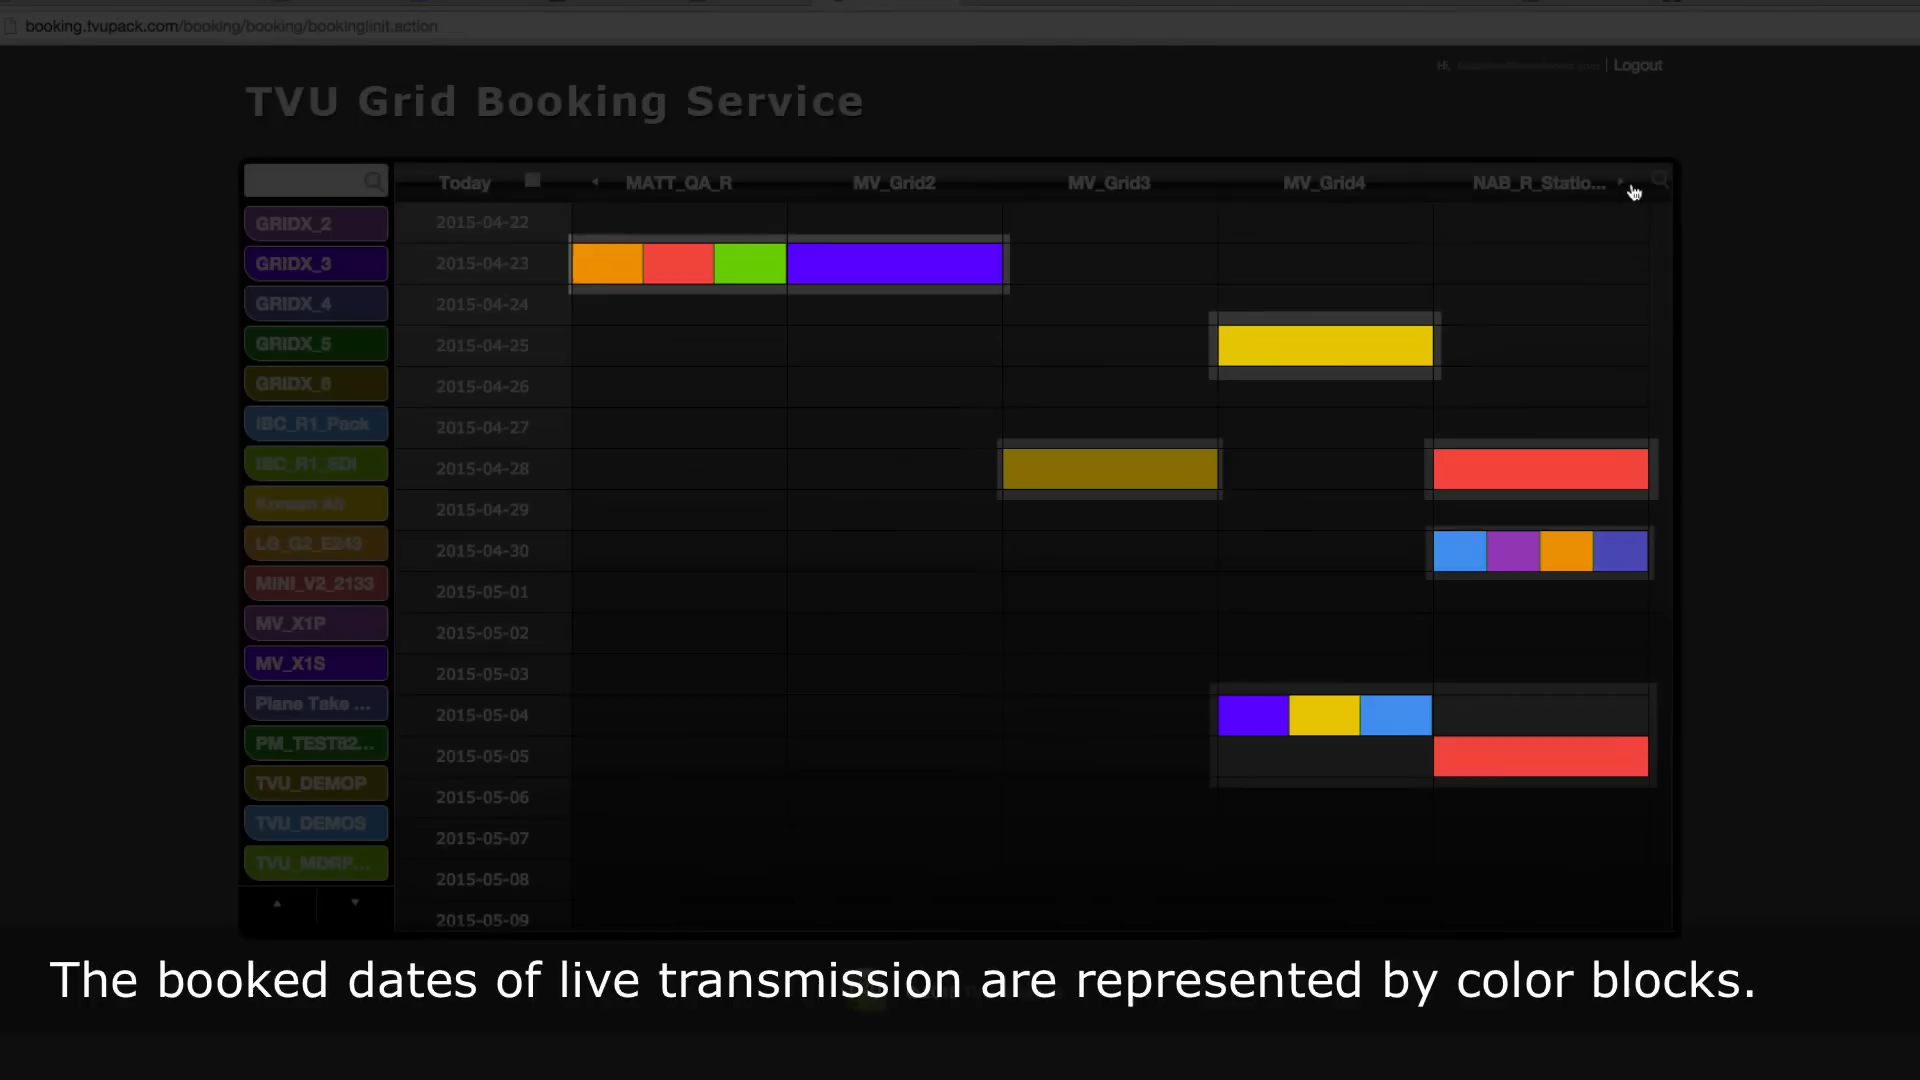 booking.tvupack.com/booking/booking/bookingInit.action
Hi, | Logout
TVU Grid Booking Service
Today MATT_QA_R MV_Grid2 MV_Grid3 MV_Grid4 NAB_R_Statio...
GRIDX_2
GRIDX_3
GRIDX_4
GRIDX_5
GRIDX_6
IBC_R1_Pack
IBC_R1_SDI
Korean Air
LG_G2_E243
MINI_V2_2133
MV_X1P
MV_X1S
Plane Take ...
PM_TEST82...
TVU_DEMOP
TVU_DEMOS
TVU_MDRP...
2015-04-22
2015-04-23
2015-04-24
2015-04-25
2015-04-26
2015-04-27
2015-04-28
2015-04-29
2015-04-30
2015-05-01
2015-05-02
2015-05-03
2015-05-04
2015-05-05
2015-05-06
2015-05-07
2015-05-08
2015-05-09
The booked dates of live transmission are represented by color blocks.